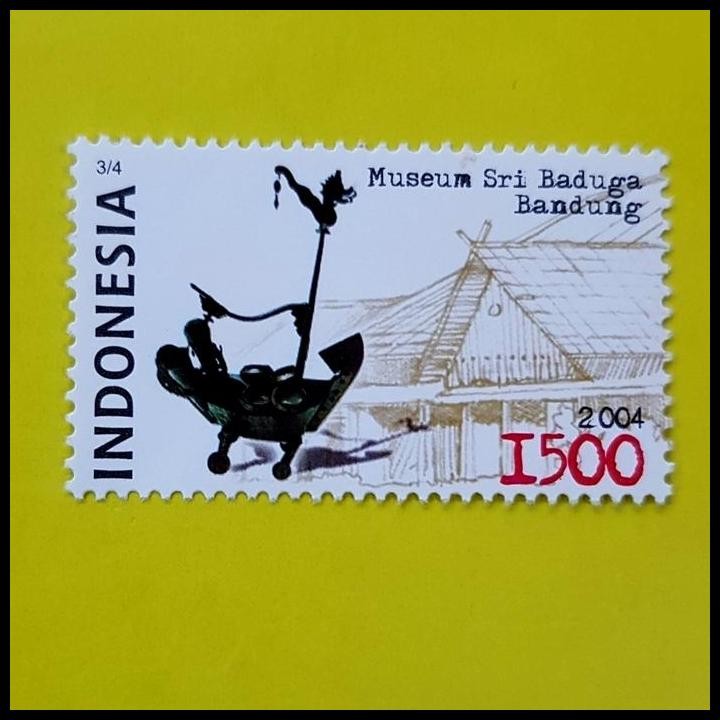 3/4
INDONESIA
Museum Sri Baduga
Bandung
2004
1500